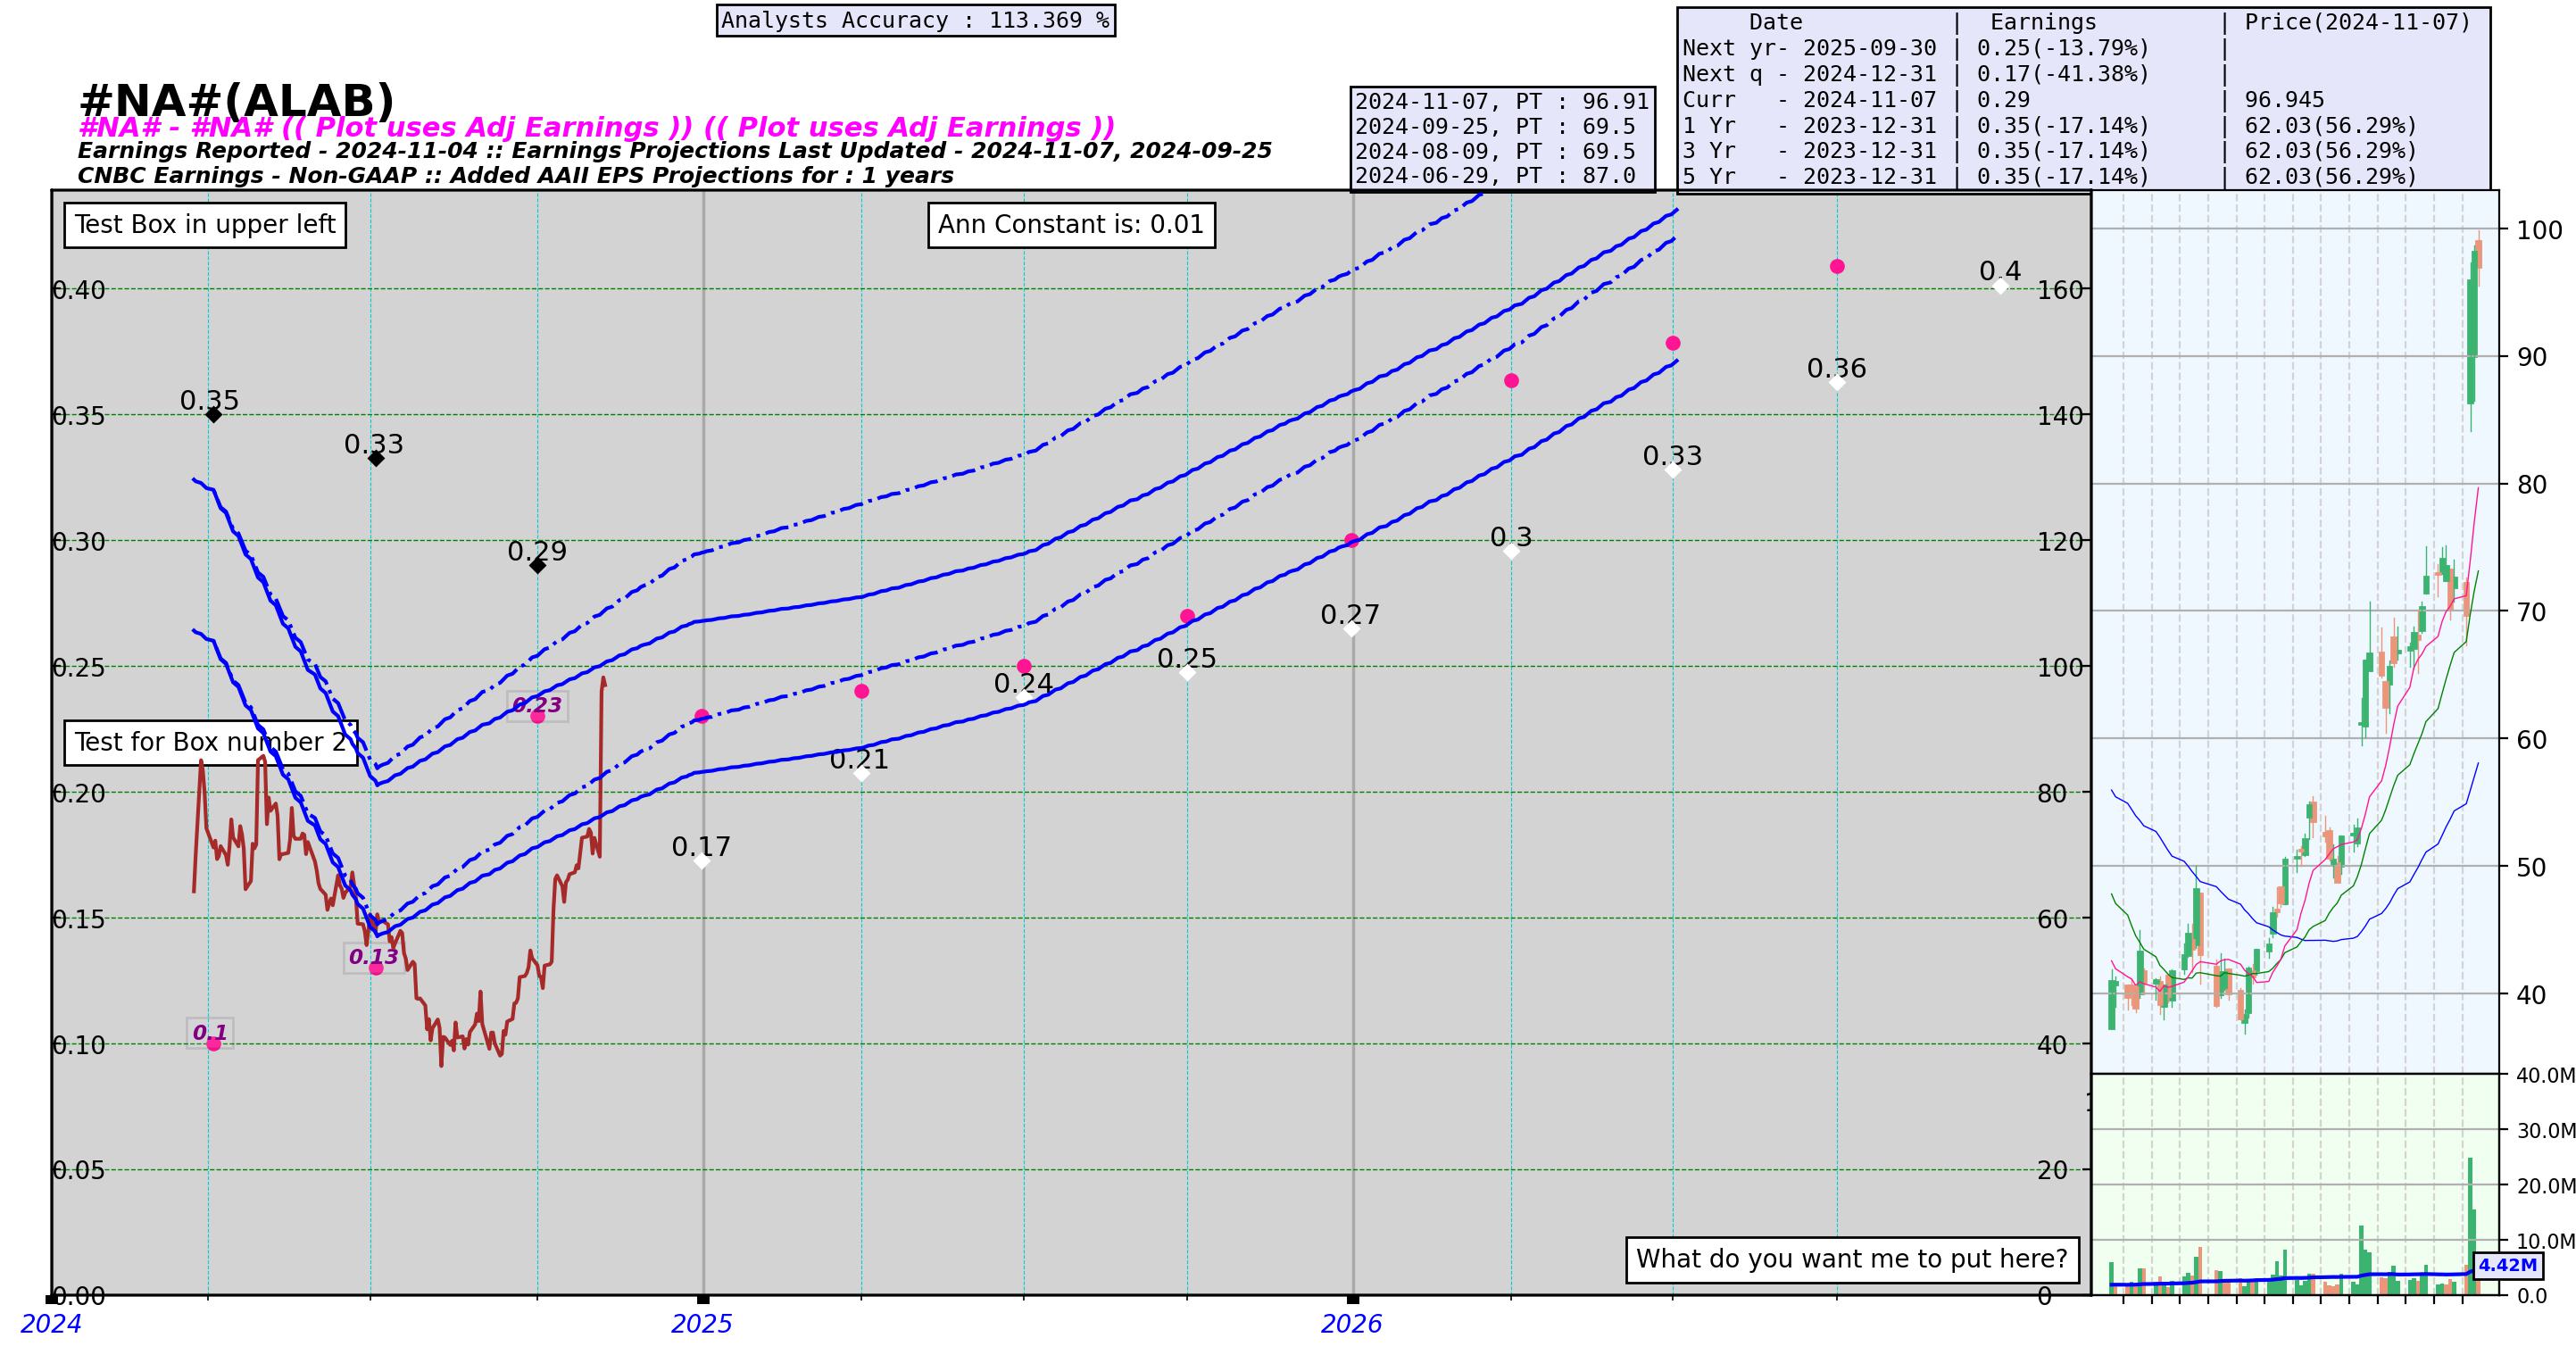 Analysts Accuracy : 113.369 %
Date | Earnings | Price(2024-11-07)
Next yr- 2025-09-30 | 0.25(-13.79%) |
Next q - 2024-12-31 | 0.17(-41.38%) |
Curr - 2024-11-07 | 0.29 | 96.945
1 Yr - 2023-12-31 | 0.35(-17.14%) | 62.03(56.29%)
3 Yr - 2023-12-31 | 0.35(-17.14%) | 62.03(56.29%)
5 Yr - 2023-12-31 | 0.35(-17.14%) | 62.03(56.29%)
#NA#(ALAB)
#NA# - #NA# (( Plot uses Adj Earnings )) (( Plot uses Adj Earnings ))
Earnings Reported - 2024-11-04 :: Earnings Projections Last Updated - 2024-11-07, 2024-09-25
CNBC Earnings - Non-GAAP :: Added AAII EPS Projections for : 1 years
2024-11-07, PT : 96.91
2024-09-25, PT : 69.5
2024-08-09, PT : 69.5
2024-06-29, PT : 87.0
Test Box in upper left
Ann Constant is: 0.01
Test for Box number 2
What do you want me to put here?
0.40
0.35
0.30
0.25
0.20
0.15
0.10
0.05
0.00
0.35
0.33
0.29
0.17
0.21
0.24
0.25
0.27
0.3
0.33
0.36
0.4
0.1
0.13
0.23
160
140
120
100
80
60
40
20
0
100
90
80
70
60
50
40
40.0M
30.0M
20.0M
10.0M
4.42M
0.0
2024
2025
2026